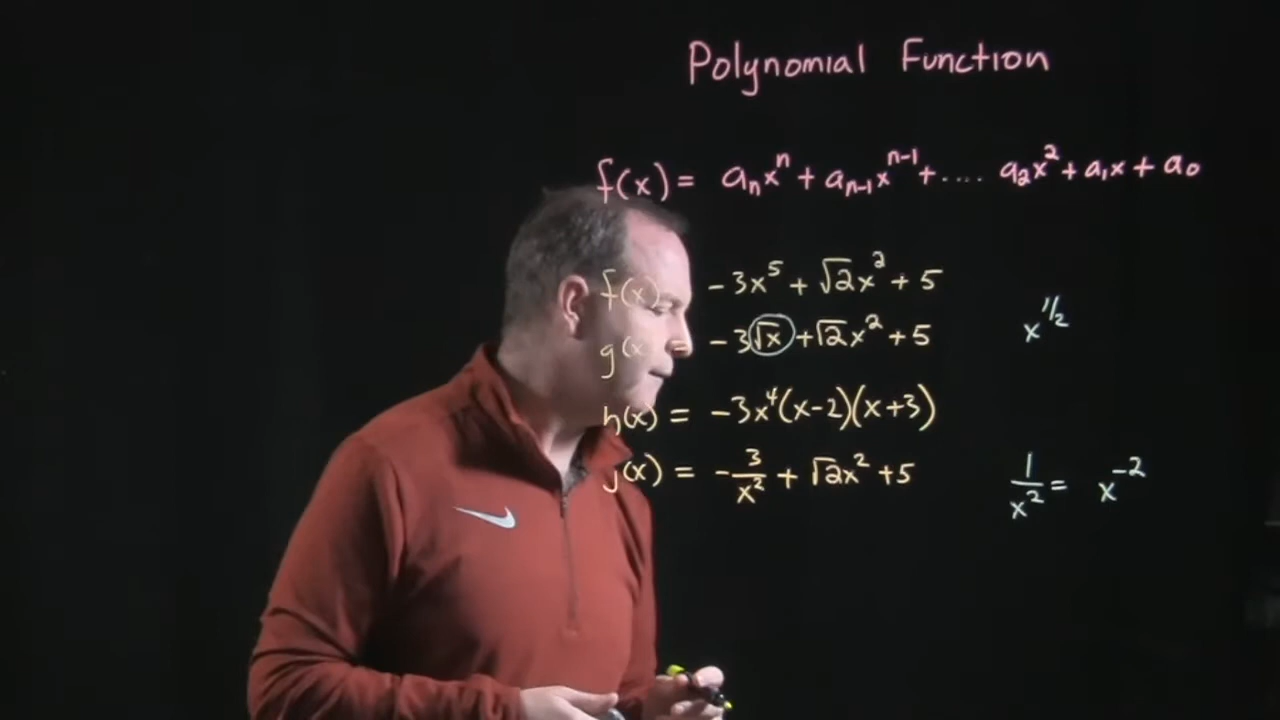 Polynomial Function
f(x) = aₙxⁿ + aₙ₋₁xⁿ⁻¹ + .... a₂x² + a₁x + a₀
f(x) -3x⁵ + √2x² + 5
g(x) = -3√x + √2x² + 5 x^1/2
h(x) = -3x⁴(x-2)(x+3)
j(x) = -3/x² + √2x² + 5 1/x² = x⁻²